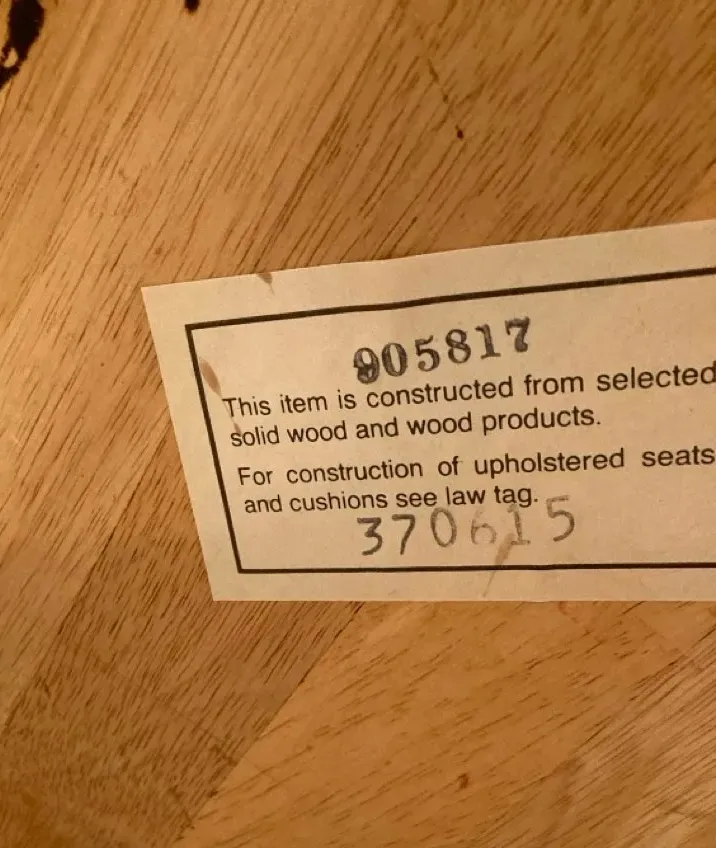 905817
This item is constructed from selected
solid wood and wood products.
For construction of upholstered seats
and cushions see law tag.
370615